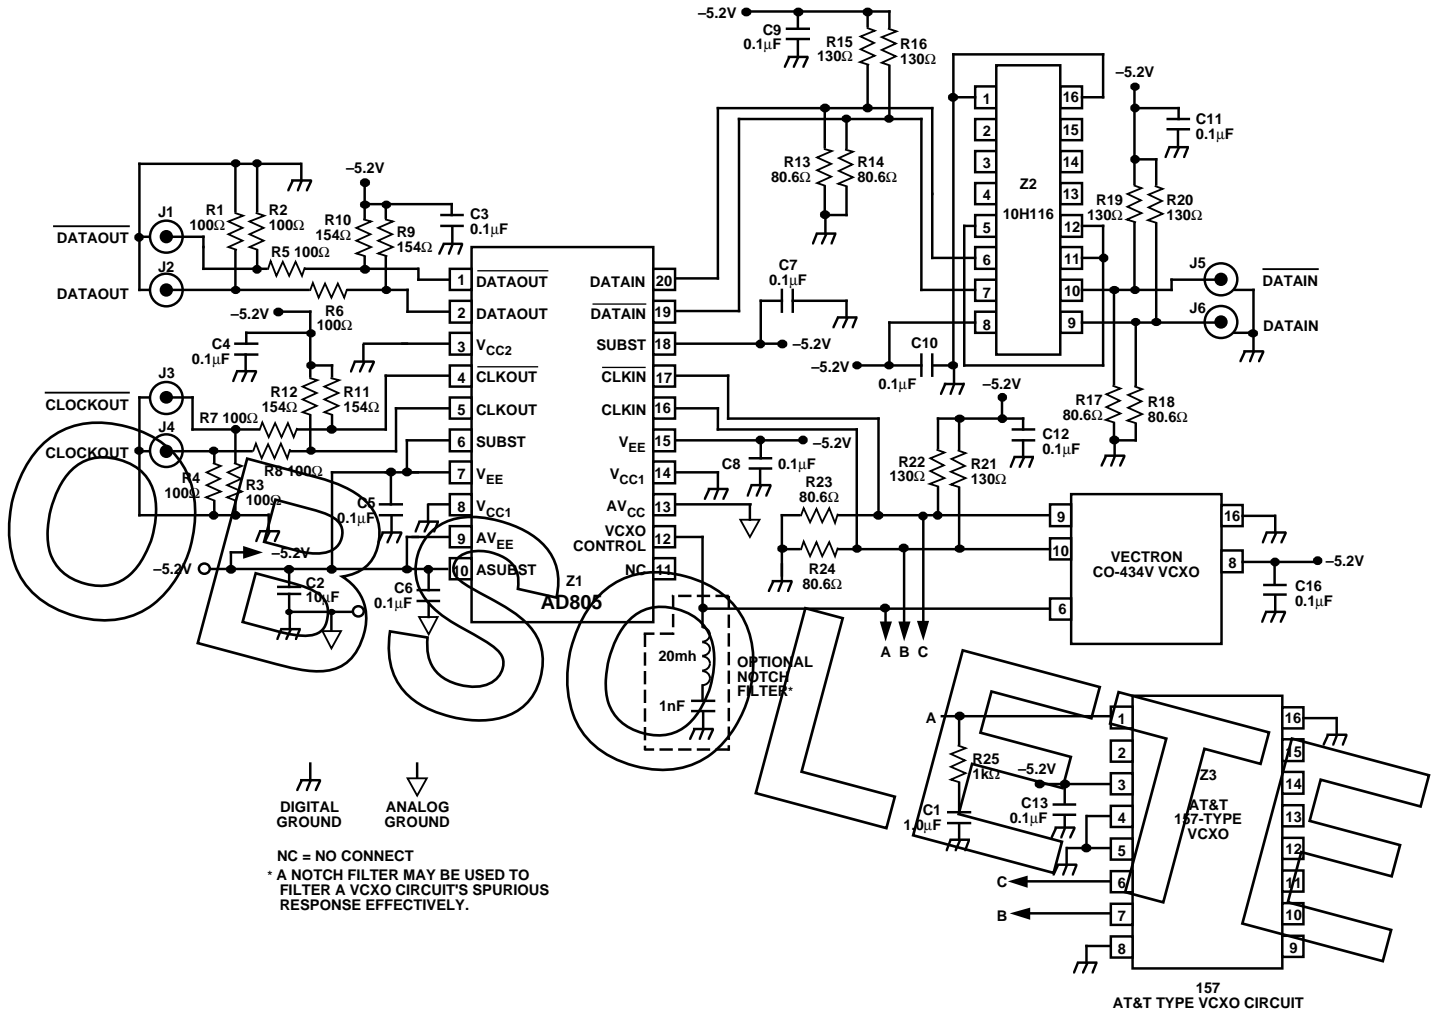 –5.2V
C9
0.1µF
R15
130Ω
R16
130Ω
–5.2V
C11
0.1µF
R13
80.6Ω
R14
80.6Ω
1
2
3
4
5
6
7
8
16
15
14
13
12
11
10
9
Z2
10H116
R19
130Ω
R20
130Ω
–5.2V
R1
100Ω
R2
100Ω
R10
154Ω
R9
154Ω
C3
0.1µF
J1
DATAOUT
R5 100Ω
J2
DATAOUT
R6
100Ω
–5.2V
C4
0.1µF
J3
CLOCKOUT
R12
154Ω
R11
154Ω
R7 100Ω
J4
CLOCKOUT
R8 100Ω
R4
100Ω
R3
100Ω
C5
0.1µF
–5.2V
–5.2V
C2
10µF
C6
0.1µF
1 DATAOUT
2 DATAOUT
3 VCC2
4 CLKOUT
5 CLKOUT
6 SUBST
7 VEE
8 VCC1
9 AVEE
10 ASUBST
DATAIN 20
DATAIN 19
SUBST 18
CLKIN 17
CLKIN 16
VEE 15
VCC1 14
AVCC 13
VCXO CONTROL 12
NC 11
Z1
AD805
C7
0.1µF
–5.2V
–5.2V
C10
0.1µF
J5
DATAIN
J6
DATAIN
R17
80.6Ω
R18
80.6Ω
–5.2V
C12
0.1µF
–5.2V
C8
0.1µF
R22
130Ω
R21
130Ω
R23
80.6Ω
R24
80.6Ω
9
10
6
16
8
VECTRON
CO-434V VCXO
–5.2V
C16
0.1µF
A B C
20mh
1nF
OPTIONAL
NOTCH
FILTER*
OBSOLETE
A
R25
1kΩ
–5.2V
C1
1.0µF
C13
0.1µF
C
B
1
2
3
4
5
6
7
8
16
15
14
13
12
11
10
9
Z3
AT&T
157-TYPE
VCXO
157
AT&T TYPE VCXO CIRCUIT
DIGITAL
GROUND
ANALOG
GROUND
NC = NO CONNECT
* A NOTCH FILTER MAY BE USED TO
FILTER A VCXO CIRCUIT'S SPURIOUS
RESPONSE EFFECTIVELY.